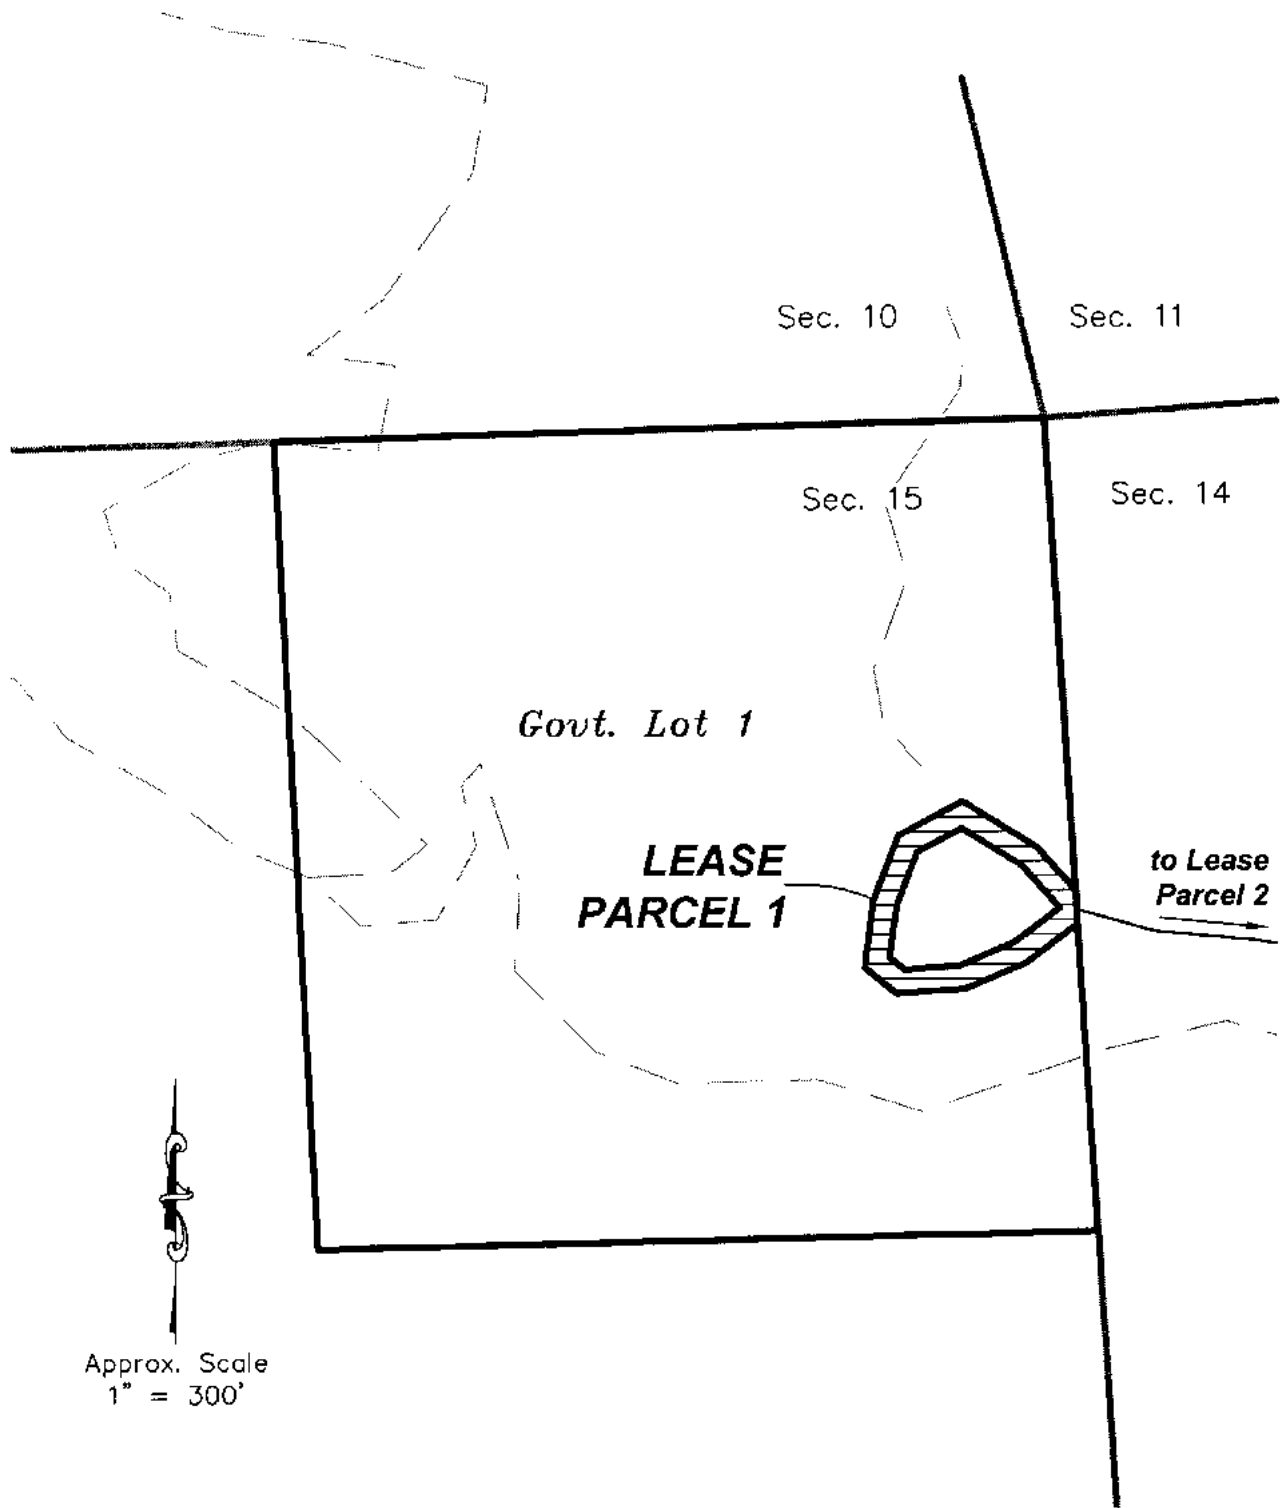 Sec. 10
Sec. 11
Sec. 15
Sec. 14
Govt. Lot 1
LEASE
PARCEL 1
to Lease
Parcel 2
Approx. Scale
1" = 300'